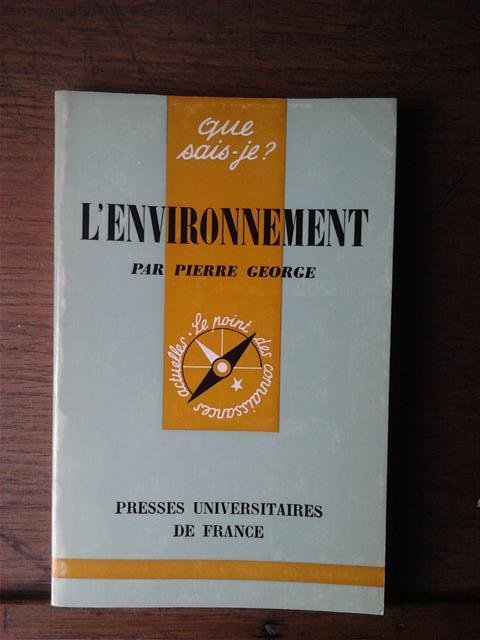 que
sais-je?
L'ENVIRONNEMENT
PAR PIERRE GEORGE
Le point des connaissances actuelles.
PRESSES UNIVERSITAIRES
DE FRANCE